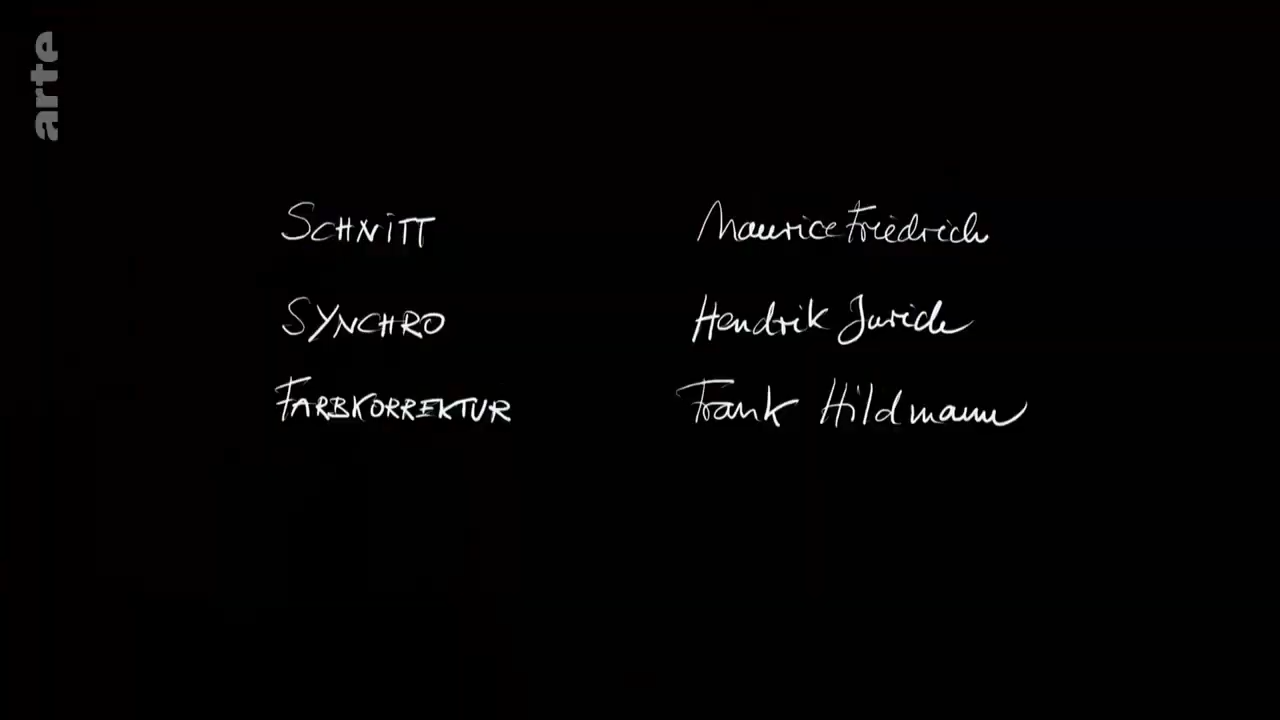 arte
SCHNITT Maurice Friedrich
SYNCHRO Hendrik Jurich
FARBKORREKTUR Frank Hildmann